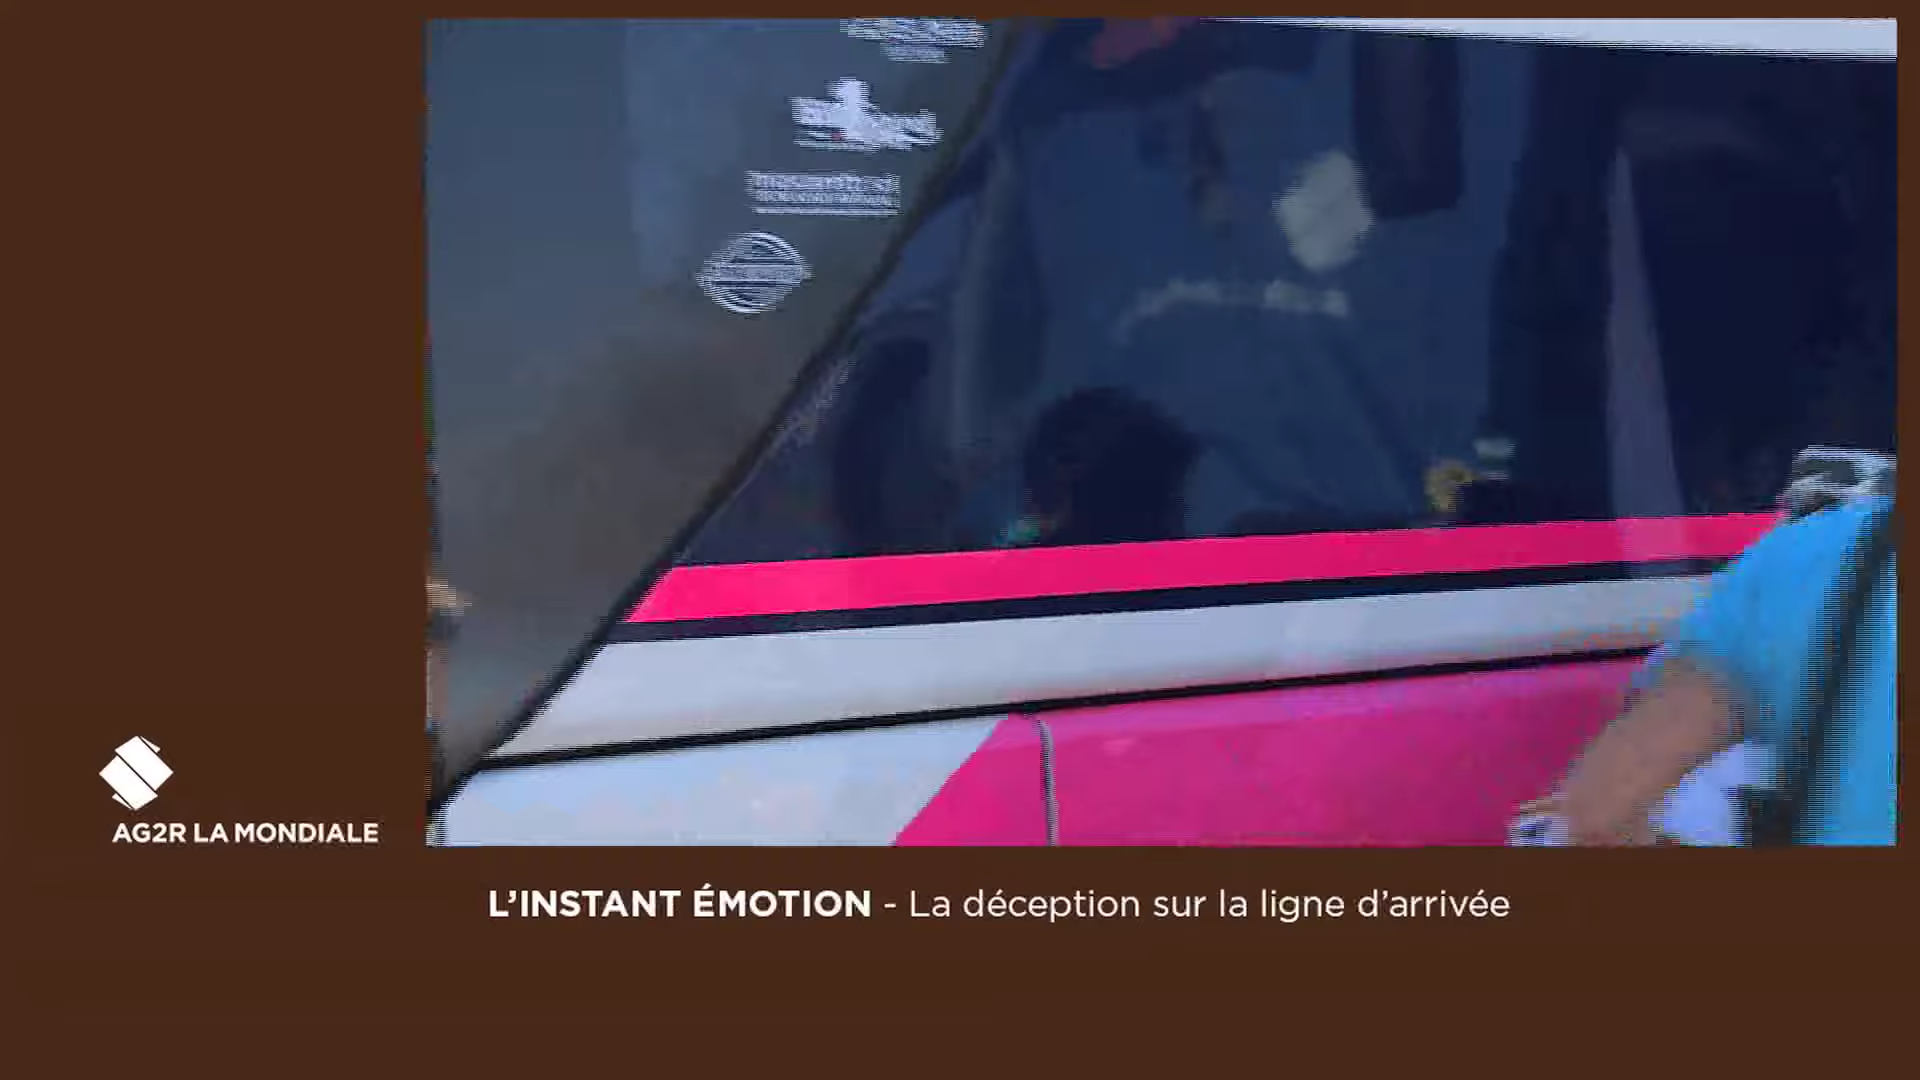 AG2R LA MONDIALE
L'INSTANT ÉMOTION - La déception sur la ligne d'arrivée